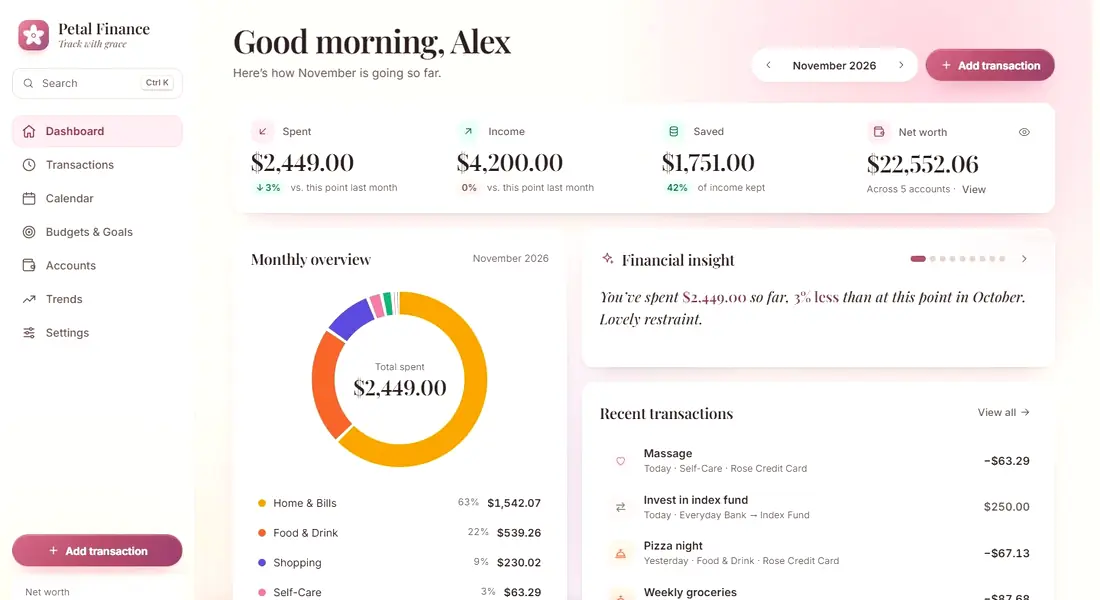 Petal Finance
Track with grace
Search Ctrl K
Dashboard
Transactions
Calendar
Budgets & Goals
Accounts
Trends
Settings
+ Add transaction
Net worth
Good morning, Alex
Here's how November is going so far.
November 2026
+ Add transaction
Spent
$2,449.00
↓3% vs. this point last month
Income
$4,200.00
0% vs. this point last month
Saved
$1,751.00
42% of income kept
Net worth
$22,552.06
Across 5 accounts · View
Monthly overview
November 2026
Total spent
$2,449.00
Home & Bills 63% $1,542.07
Food & Drink 22% $539.26
Shopping 9% $230.02
Self-Care 3% $63.29
Financial insight
You've spent $2,449.00 so far, 3% less than at this point in October.
Lovely restraint.
Recent transactions
View all →
Massage
Today · Self-Care · Rose Credit Card
−$63.29
Invest in index fund
Today · Everyday Bank → Index Fund
$250.00
Pizza night
Yesterday · Food & Drink · Rose Credit Card
−$67.13
Weekly groceries
−$87.68